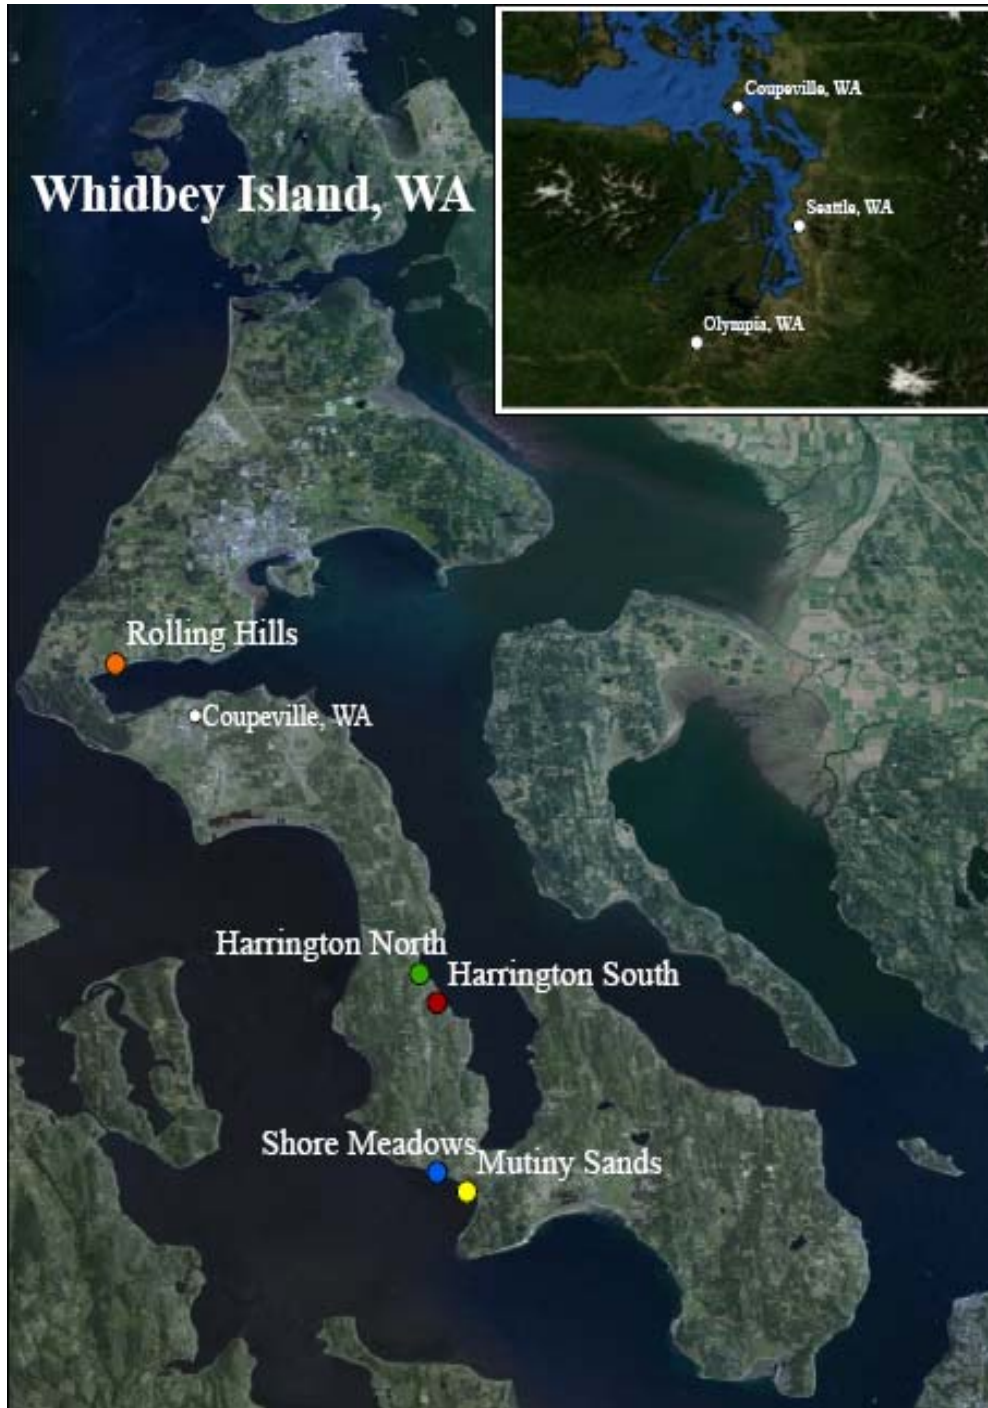 Coupeville, WA
Whidbey Island, WA
Seattle, WA
Olympia, WA
Rolling Hills
Coupeville, WA
Harrington North
Harrington South
Shore Meadows
Mutiny Sands